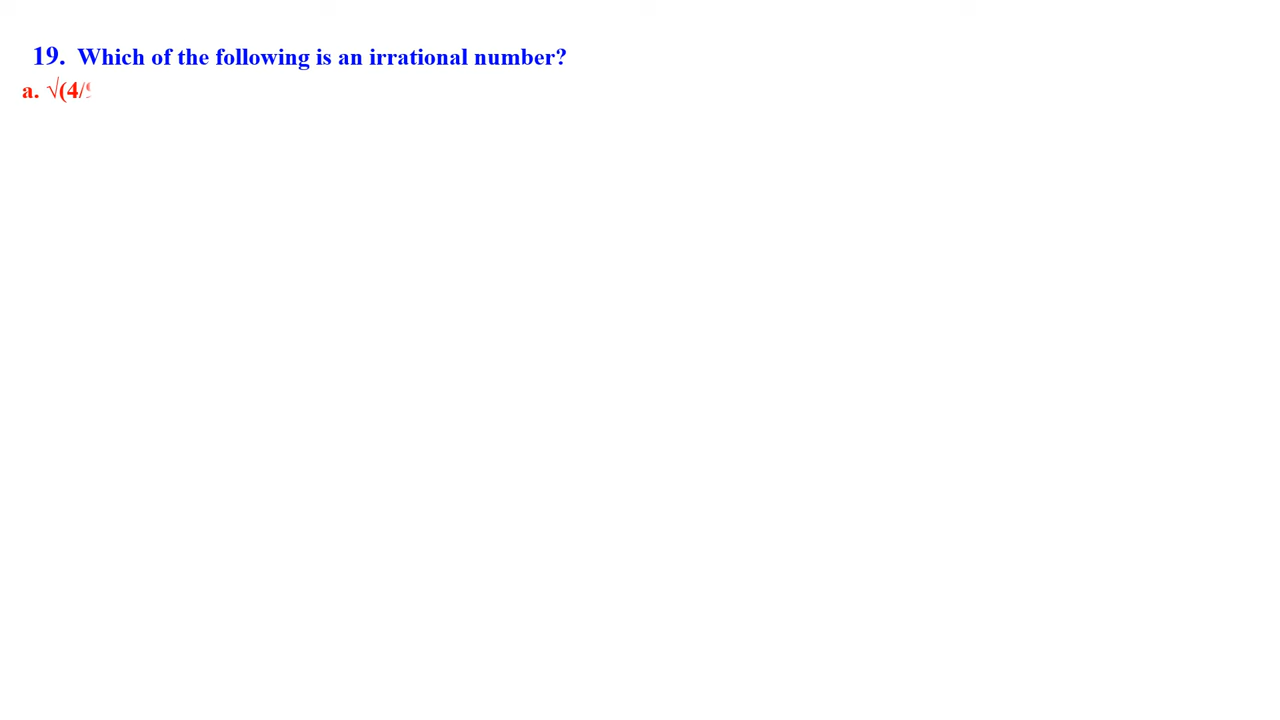 19. Which of the following is an irrational number?
a. √(4/